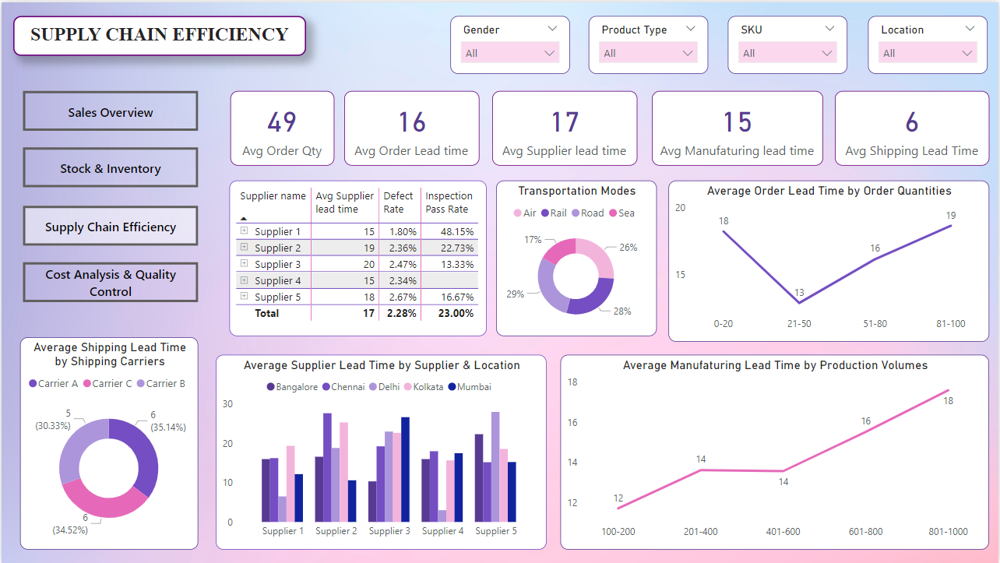 SUPPLY CHAIN EFFICIENCY
Gender
All
Product Type
All
SKU
All
Location
All
Sales Overview
Stock & Inventory
Supply Chain Efficiency
Cost Analysis & Quality
Control
49
Avg Order Qty
16
Avg Order Lead time
17
Avg Supplier lead time
15
Avg Manufaturing lead time
6
Avg Shipping Lead Time
Supplier name Avg Supplier lead time Defect Rate Inspection Pass Rate
Supplier 1 15 1.80% 48.15%
Supplier 2 19 2.36% 22.73%
Supplier 3 20 2.47% 13.33%
Supplier 4 15 2.34%
Supplier 5 18 2.67% 16.67%
Total 17 2.28% 23.00%
Transportation Modes
Air Rail Road Sea
17%
26%
29%
28%
Average Order Lead Time by Order Quantities
20
15
18
13
16
19
0-20 21-50 51-80 81-100
Average Shipping Lead Time
by Shipping Carriers
Carrier A Carrier C Carrier B
5
(30.33%)
6
(35.14%)
6
(34.52%)
Average Supplier Lead Time by Supplier & Location
Bangalore Chennai Delhi Kolkata Mumbai
30
20
10
0
Supplier 1 Supplier 2 Supplier 3 Supplier 4 Supplier 5
Average Manufaturing Lead Time by Production Volumes
18
16
14
12
12
14
14
16
18
100-200 201-400 401-600 601-800 801-1000